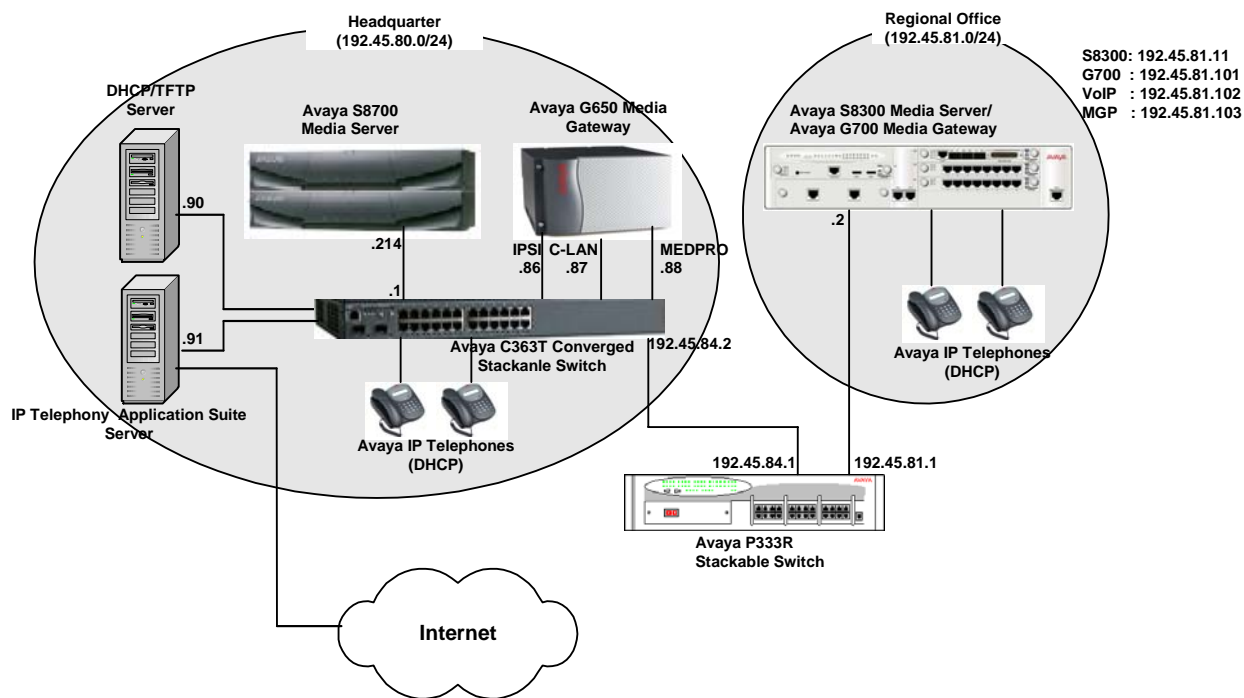 Headquarter
(192.45.80.0/24)
Regional Office
(192.45.81.0/24)
S8300: 192.45.81.11
G700 : 192.45.81.101
VoIP : 192.45.81.102
MGP : 192.45.81.103
DHCP/TFTP
Server
Avaya S8700
Media Server
Avaya G650 Media
Gateway
Avaya S8300 Media Server/
Avaya G700 Media Gateway
AVAYA
.90
.214
IPSI
.86
C-LAN
.87
MEDPRO
.88
.2
.1
.91
Avaya C363T Converged
Stackanle Switch
192.45.84.2
Avaya IP Telephones
(DHCP)
IP Telephony Application Suite
Server
Avaya IP Telephones
(DHCP)
192.45.84.1
192.45.81.1
AVAYA
Avaya P333R
Stackable Switch
Internet